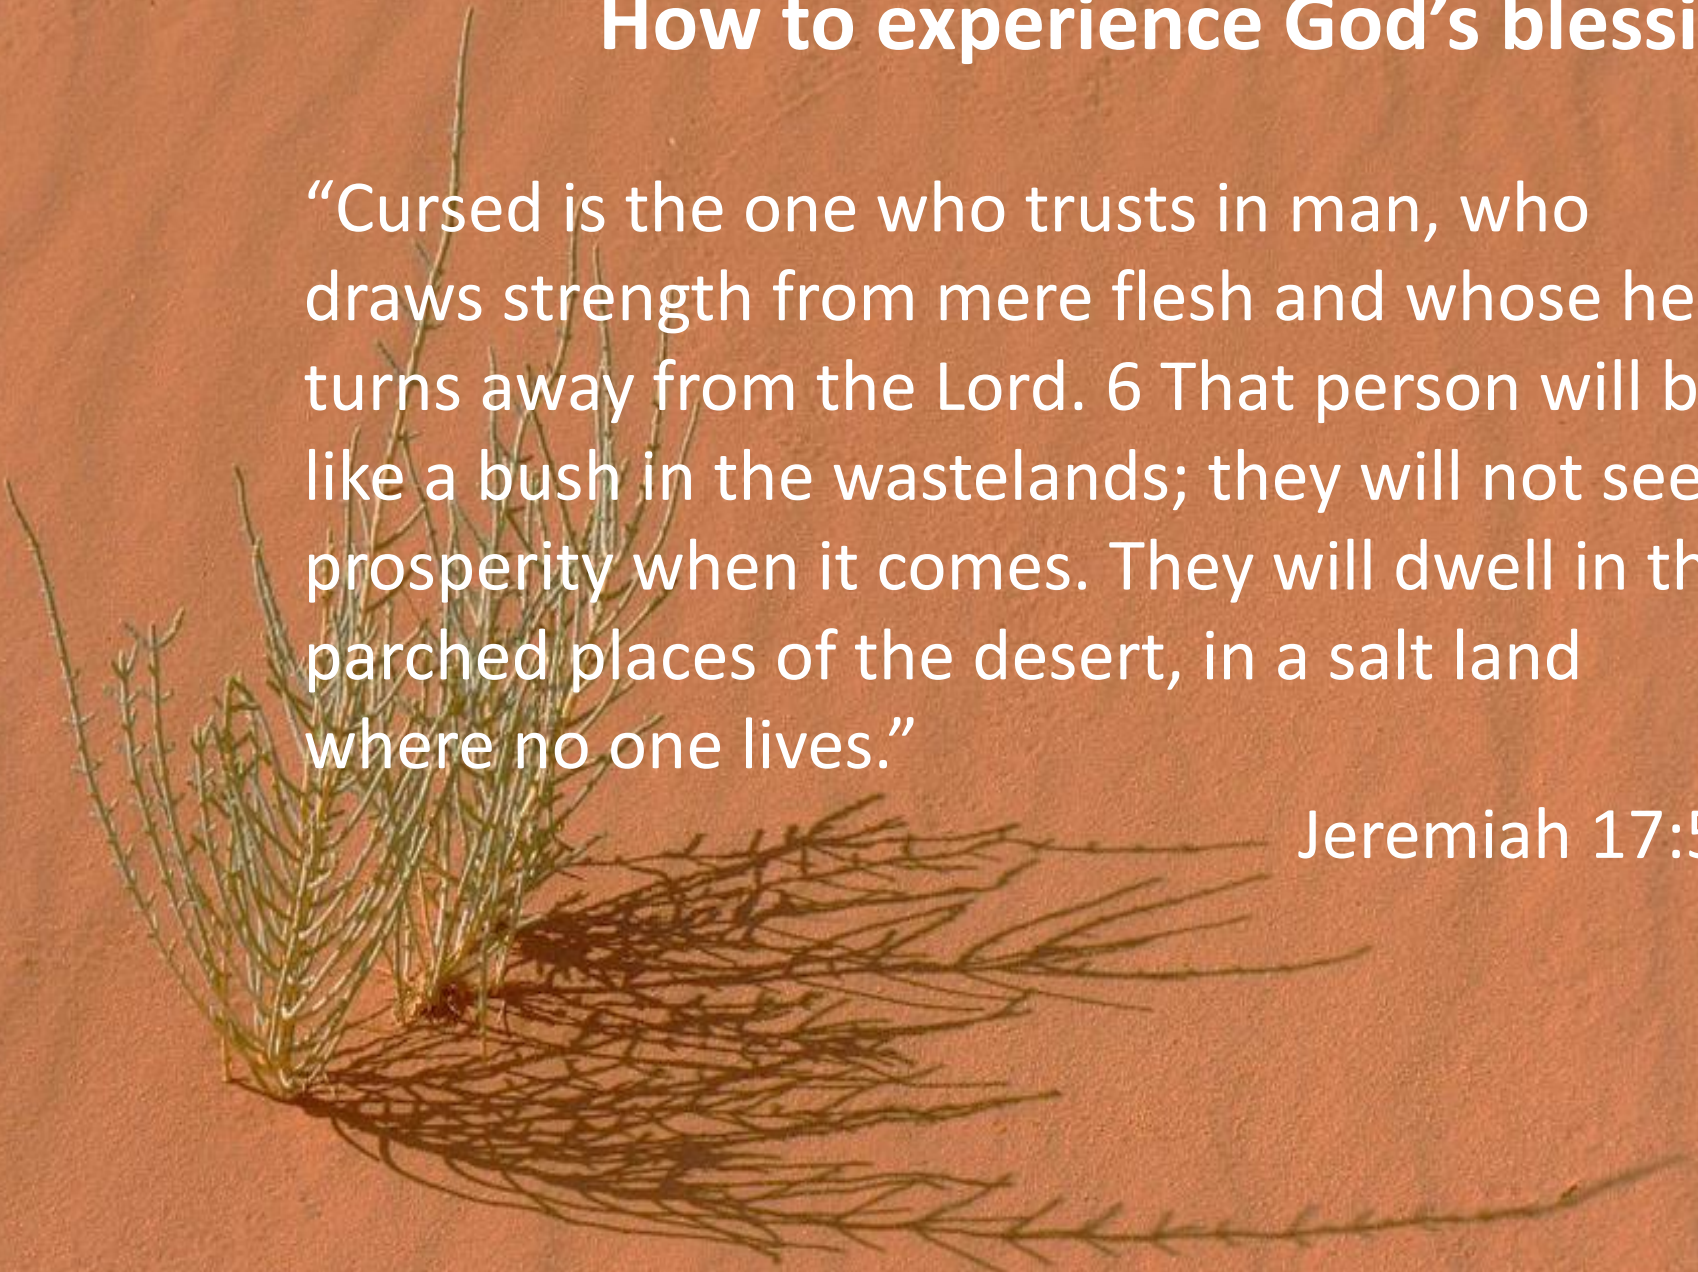 How to experience God’s blessi
“Cursed is the one who trusts in man, who
draws strength from mere flesh and whose he
turns away from the Lord. 6 That person will b
like a bush in the wastelands; they will not see
prosperity when it comes. They will dwell in th
parched places of the desert, in a salt land
where no one lives.”
Jeremiah 17:5